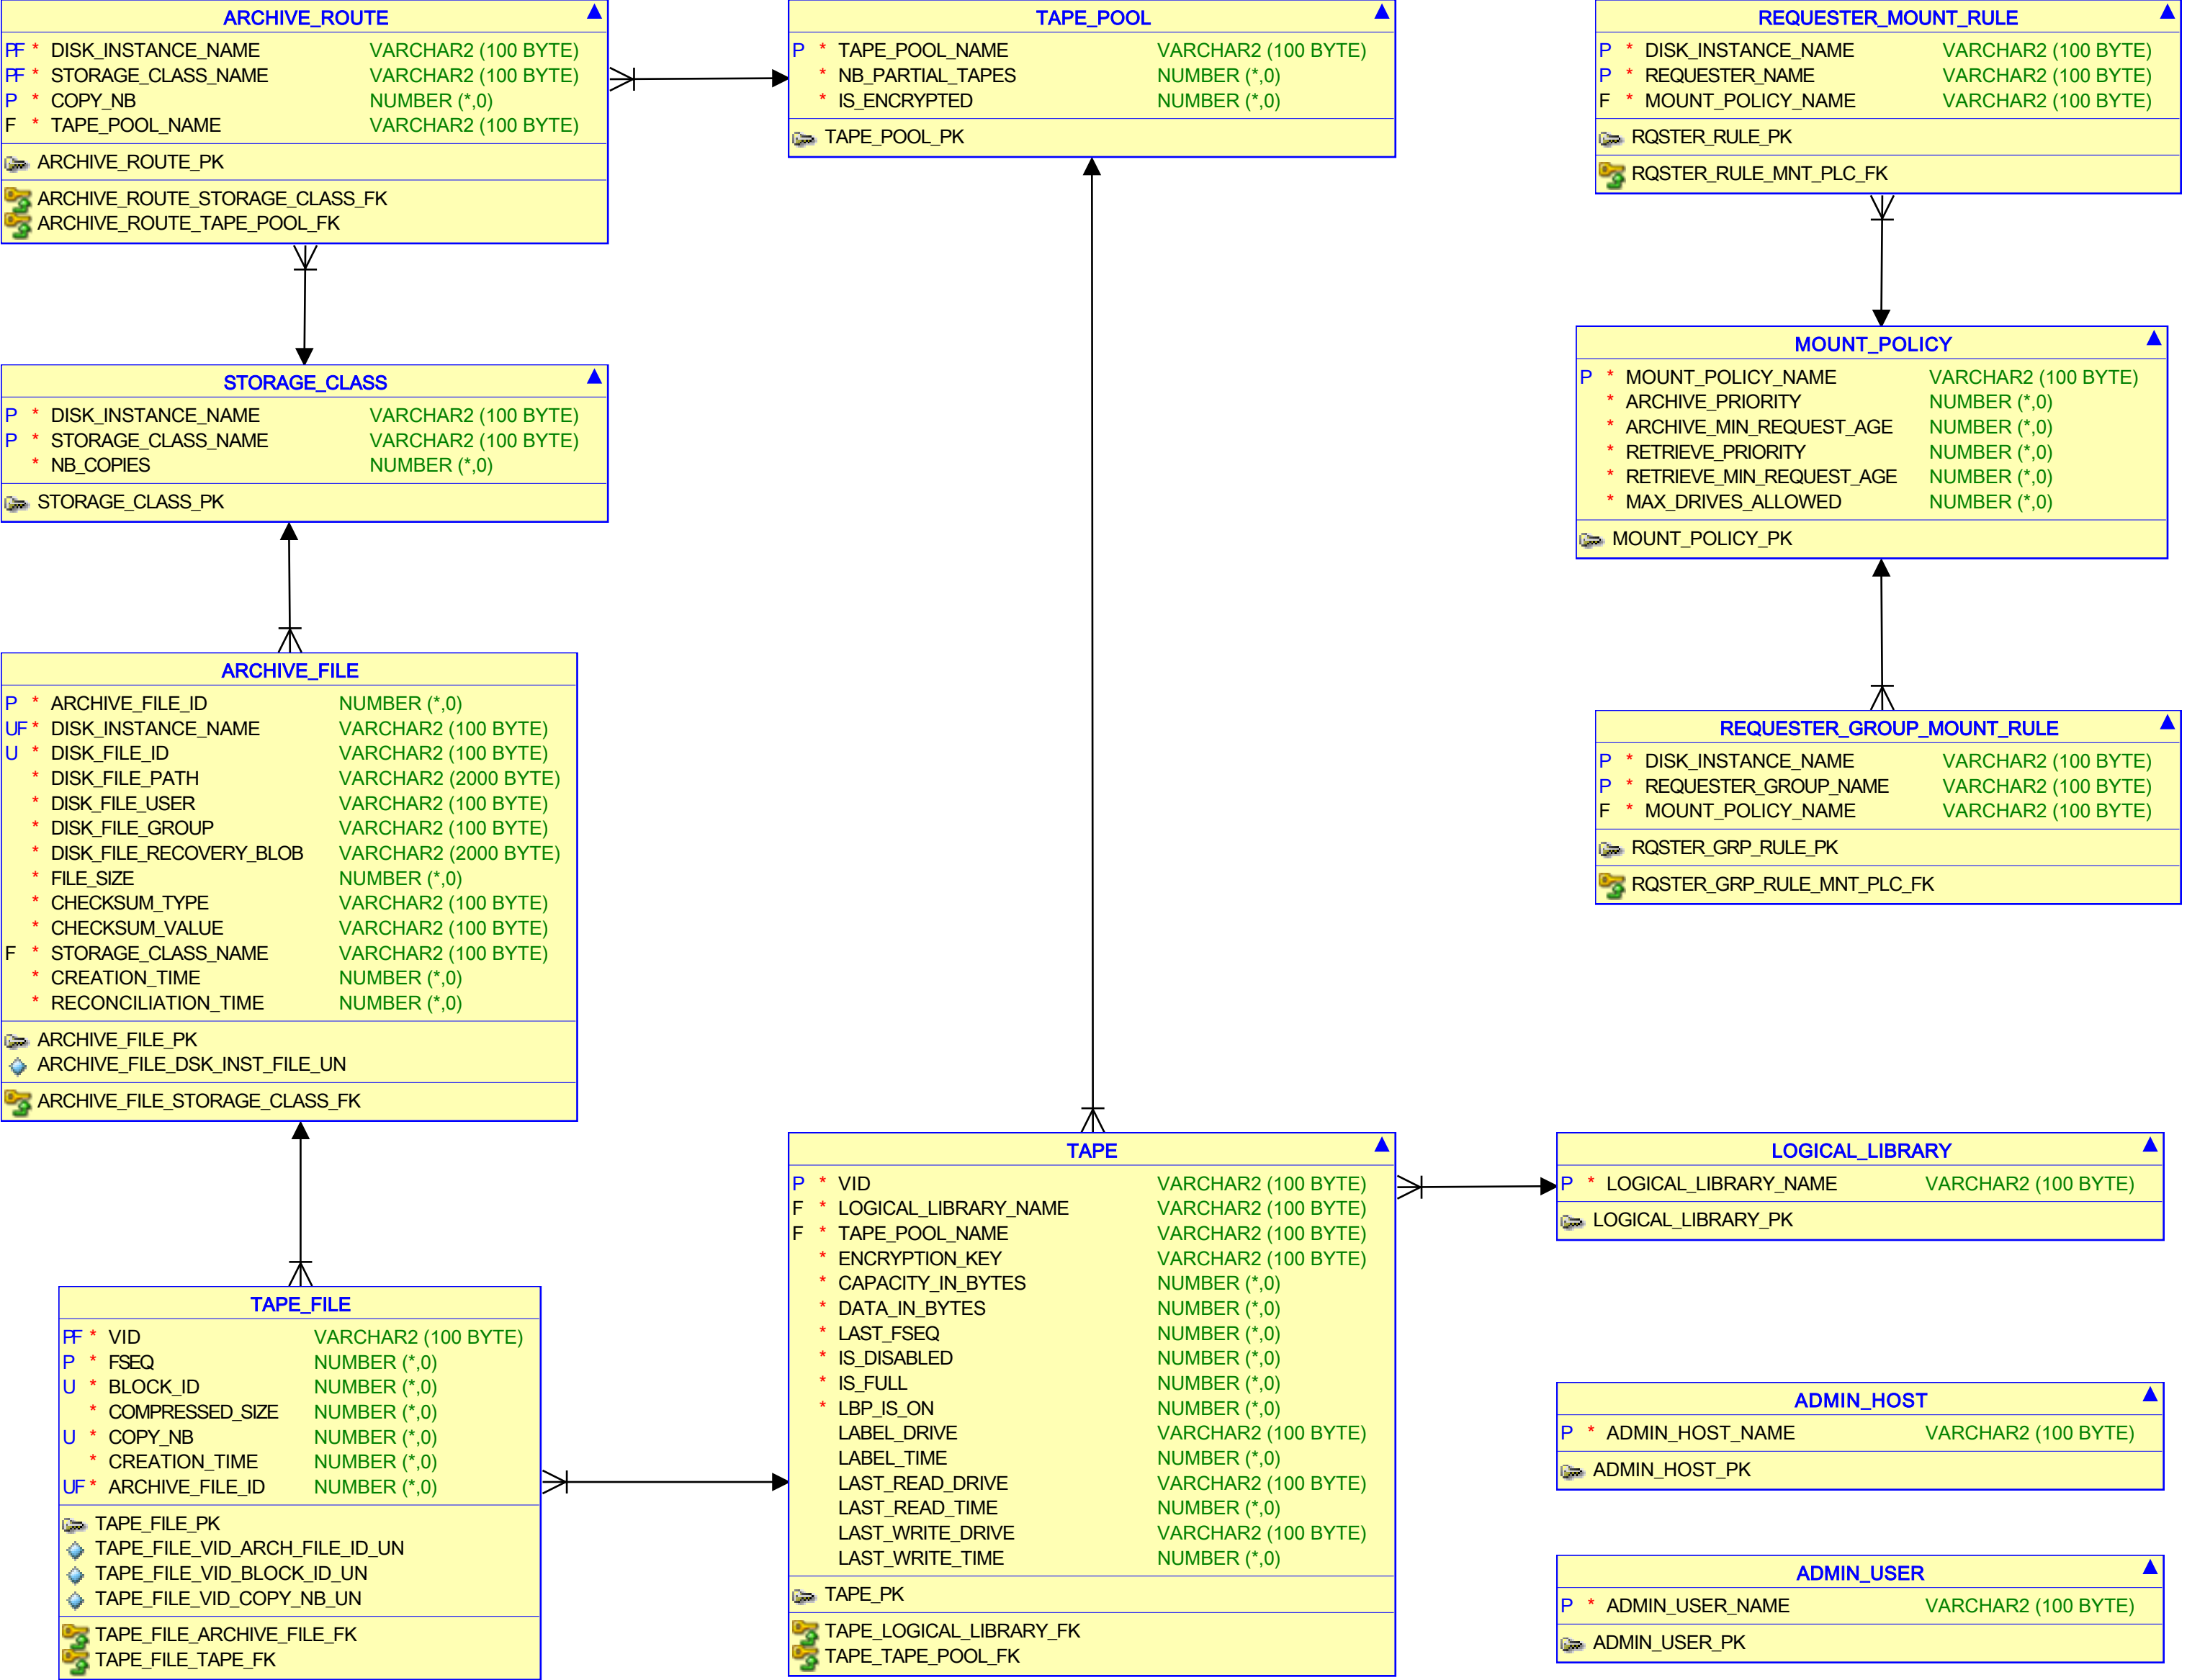 ARCHIVE_ROUTE
PF * DISK_INSTANCE_NAME VARCHAR2 (100 BYTE)
PF * STORAGE_CLASS_NAME VARCHAR2 (100 BYTE)
P * COPY_NB NUMBER (*,0)
F * TAPE_POOL_NAME VARCHAR2 (100 BYTE)
ARCHIVE_ROUTE_PK
ARCHIVE_ROUTE_STORAGE_CLASS_FK
ARCHIVE_ROUTE_TAPE_POOL_FK
TAPE_POOL
P * TAPE_POOL_NAME VARCHAR2 (100 BYTE)
* NB_PARTIAL_TAPES NUMBER (*,0)
* IS_ENCRYPTED NUMBER (*,0)
TAPE_POOL_PK
REQUESTER_MOUNT_RULE
P * DISK_INSTANCE_NAME VARCHAR2 (100 BYTE)
P * REQUESTER_NAME VARCHAR2 (100 BYTE)
F * MOUNT_POLICY_NAME VARCHAR2 (100 BYTE)
RQSTER_RULE_PK
RQSTER_RULE_MNT_PLC_FK
STORAGE_CLASS
P * DISK_INSTANCE_NAME VARCHAR2 (100 BYTE)
P * STORAGE_CLASS_NAME VARCHAR2 (100 BYTE)
* NB_COPIES NUMBER (*,0)
STORAGE_CLASS_PK
MOUNT_POLICY
P * MOUNT_POLICY_NAME VARCHAR2 (100 BYTE)
* ARCHIVE_PRIORITY NUMBER (*,0)
* ARCHIVE_MIN_REQUEST_AGE NUMBER (*,0)
* RETRIEVE_PRIORITY NUMBER (*,0)
* RETRIEVE_MIN_REQUEST_AGE NUMBER (*,0)
* MAX_DRIVES_ALLOWED NUMBER (*,0)
MOUNT_POLICY_PK
ARCHIVE_FILE
P * ARCHIVE_FILE_ID NUMBER (*,0)
UF * DISK_INSTANCE_NAME VARCHAR2 (100 BYTE)
U * DISK_FILE_ID VARCHAR2 (100 BYTE)
* DISK_FILE_PATH VARCHAR2 (2000 BYTE)
* DISK_FILE_USER VARCHAR2 (100 BYTE)
* DISK_FILE_GROUP VARCHAR2 (100 BYTE)
* DISK_FILE_RECOVERY_BLOB VARCHAR2 (2000 BYTE)
* FILE_SIZE NUMBER (*,0)
* CHECKSUM_TYPE VARCHAR2 (100 BYTE)
* CHECKSUM_VALUE VARCHAR2 (100 BYTE)
F * STORAGE_CLASS_NAME VARCHAR2 (100 BYTE)
* CREATION_TIME NUMBER (*,0)
* RECONCILIATION_TIME NUMBER (*,0)
ARCHIVE_FILE_PK
ARCHIVE_FILE_DSK_INST_FILE_UN
ARCHIVE_FILE_STORAGE_CLASS_FK
REQUESTER_GROUP_MOUNT_RULE
P * DISK_INSTANCE_NAME VARCHAR2 (100 BYTE)
P * REQUESTER_GROUP_NAME VARCHAR2 (100 BYTE)
F * MOUNT_POLICY_NAME VARCHAR2 (100 BYTE)
RQSTER_GRP_RULE_PK
RQSTER_GRP_RULE_MNT_PLC_FK
TAPE_FILE
PF * VID VARCHAR2 (100 BYTE)
P * FSEQ NUMBER (*,0)
U * BLOCK_ID NUMBER (*,0)
* COMPRESSED_SIZE NUMBER (*,0)
U * COPY_NB NUMBER (*,0)
* CREATION_TIME NUMBER (*,0)
UF * ARCHIVE_FILE_ID NUMBER (*,0)
TAPE_FILE_PK
TAPE_FILE_VID_ARCH_FILE_ID_UN
TAPE_FILE_VID_BLOCK_ID_UN
TAPE_FILE_VID_COPY_NB_UN
TAPE_FILE_ARCHIVE_FILE_FK
TAPE_FILE_TAPE_FK
TAPE
P * VID VARCHAR2 (100 BYTE)
F * LOGICAL_LIBRARY_NAME VARCHAR2 (100 BYTE)
F * TAPE_POOL_NAME VARCHAR2 (100 BYTE)
* ENCRYPTION_KEY VARCHAR2 (100 BYTE)
* CAPACITY_IN_BYTES NUMBER (*,0)
* DATA_IN_BYTES NUMBER (*,0)
* LAST_FSEQ NUMBER (*,0)
* IS_DISABLED NUMBER (*,0)
* IS_FULL NUMBER (*,0)
* LBP_IS_ON NUMBER (*,0)
LABEL_DRIVE VARCHAR2 (100 BYTE)
LABEL_TIME NUMBER (*,0)
LAST_READ_DRIVE VARCHAR2 (100 BYTE)
LAST_READ_TIME NUMBER (*,0)
LAST_WRITE_DRIVE VARCHAR2 (100 BYTE)
LAST_WRITE_TIME NUMBER (*,0)
TAPE_PK
TAPE_LOGICAL_LIBRARY_FK
TAPE_TAPE_POOL_FK
LOGICAL_LIBRARY
P * LOGICAL_LIBRARY_NAME VARCHAR2 (100 BYTE)
LOGICAL_LIBRARY_PK
ADMIN_HOST
P * ADMIN_HOST_NAME VARCHAR2 (100 BYTE)
ADMIN_HOST_PK
ADMIN_USER
P * ADMIN_USER_NAME VARCHAR2 (100 BYTE)
ADMIN_USER_PK